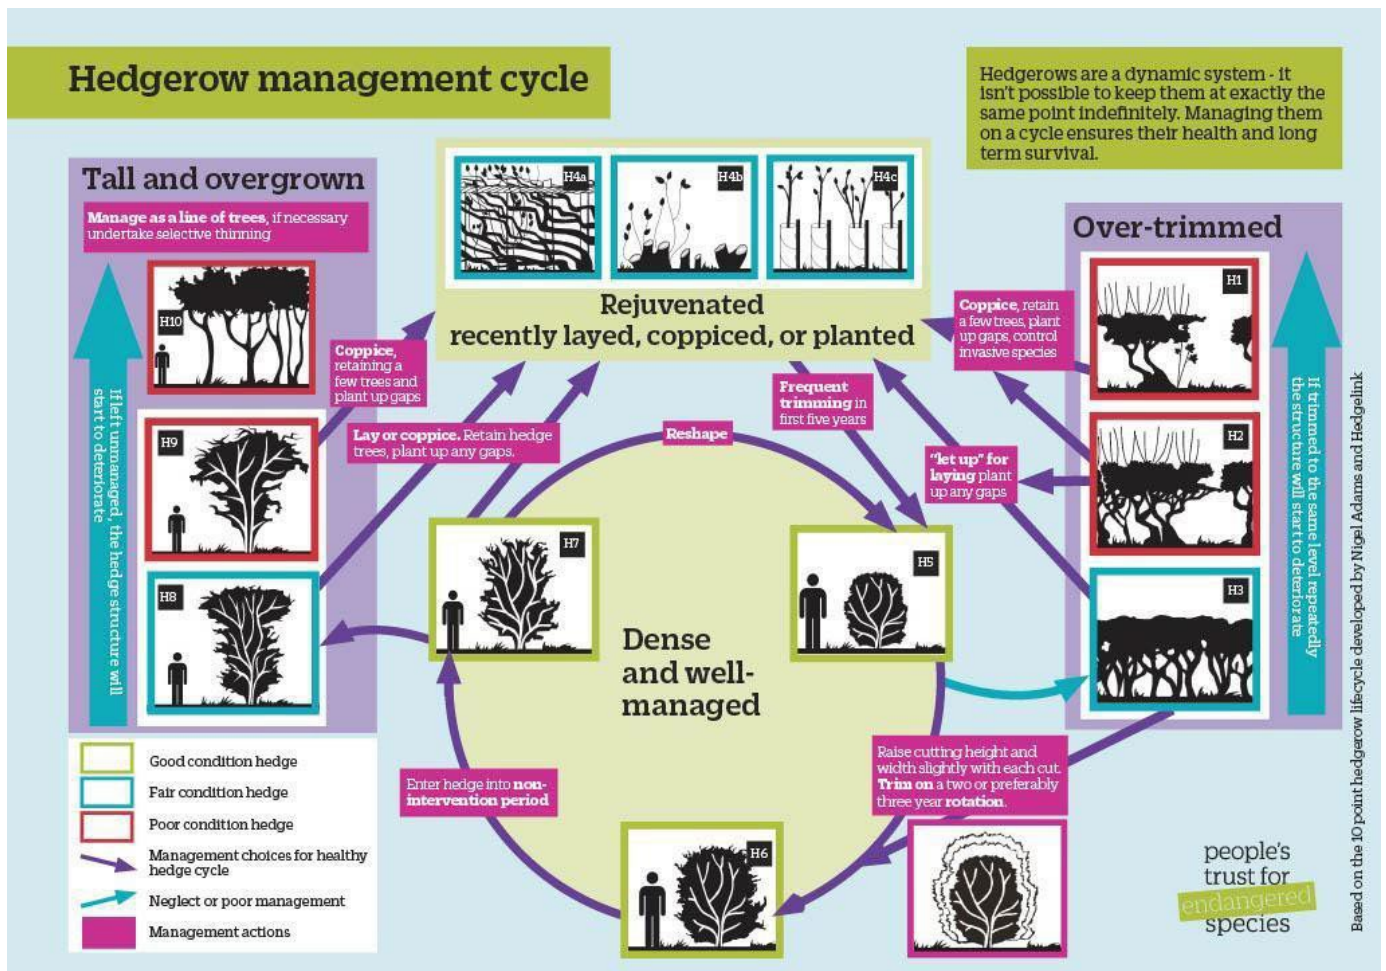 Hedgerow management cycle
Hedgerows are a dynamic system - it
isn't possible to keep them at exactly the
same point indefinitely. Managing them
on a cycle ensures their health and long
term survival.
Tall and overgrown
Manage as a line of trees, if necessary
undertake selective thinning
H10
H9
H8
If left unmanaged, the hedge structure will
start to deteriorate
H4a
H4b
H4c
Rejuvenated
recently layed, coppiced, or planted
Over-trimmed
H1
H2
H3
If trimmed to the same level repeatedly
the structure will start to deteriorate
Coppice,
retaining a
few trees and
plant up gaps
Lay or coppice. Retain hedge
trees, plant up any gaps.
Reshape
Frequent
trimming in
first five years
Coppice, retain
a few trees, plant
up gaps, control
invasive species
"let up" for
laying plant
up any gaps
H7
H5
Dense
and well-
managed
Enter hedge into non-
intervention period
Raise cutting height and
width slightly with each cut.
Trim on a two or preferably
three year rotation.
H6
Good condition hedge
Fair condition hedge
Poor condition hedge
Management choices for healthy
hedge cycle
Neglect or poor management
Management actions
people's
trust for
endangered
species
Based on the 10 point hedgerow lifecycle developed by Nigel Adams and Hedgelink